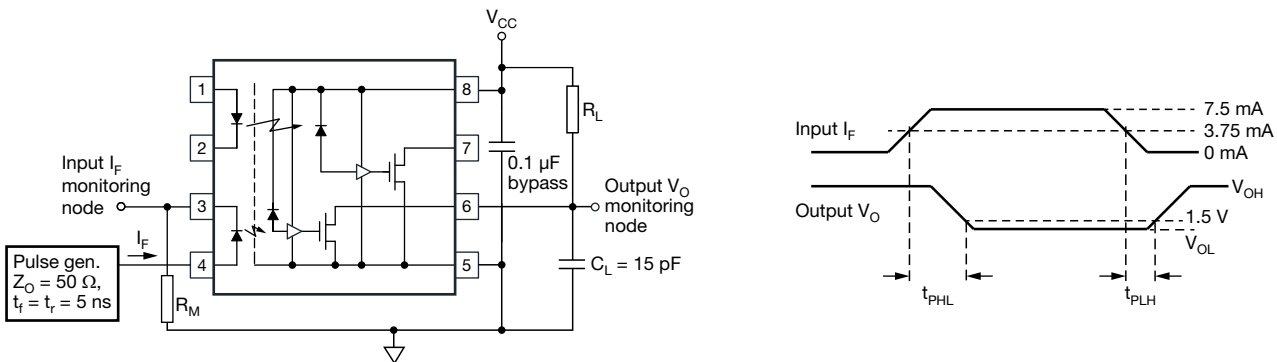 V_CC
1
2
3
4
8
7
6
5
R_L
0.1 µF
bypass
Input I_F
monitoring
node
Output V_O
monitoring
node
I_F
Pulse gen.
Z_O = 50 Ω,
t_f = t_r = 5 ns
R_M
C_L = 15 pF
Input I_F
7.5 mA
3.75 mA
0 mA
Output V_O
V_OH
1.5 V
V_OL
t_PHL
t_PLH